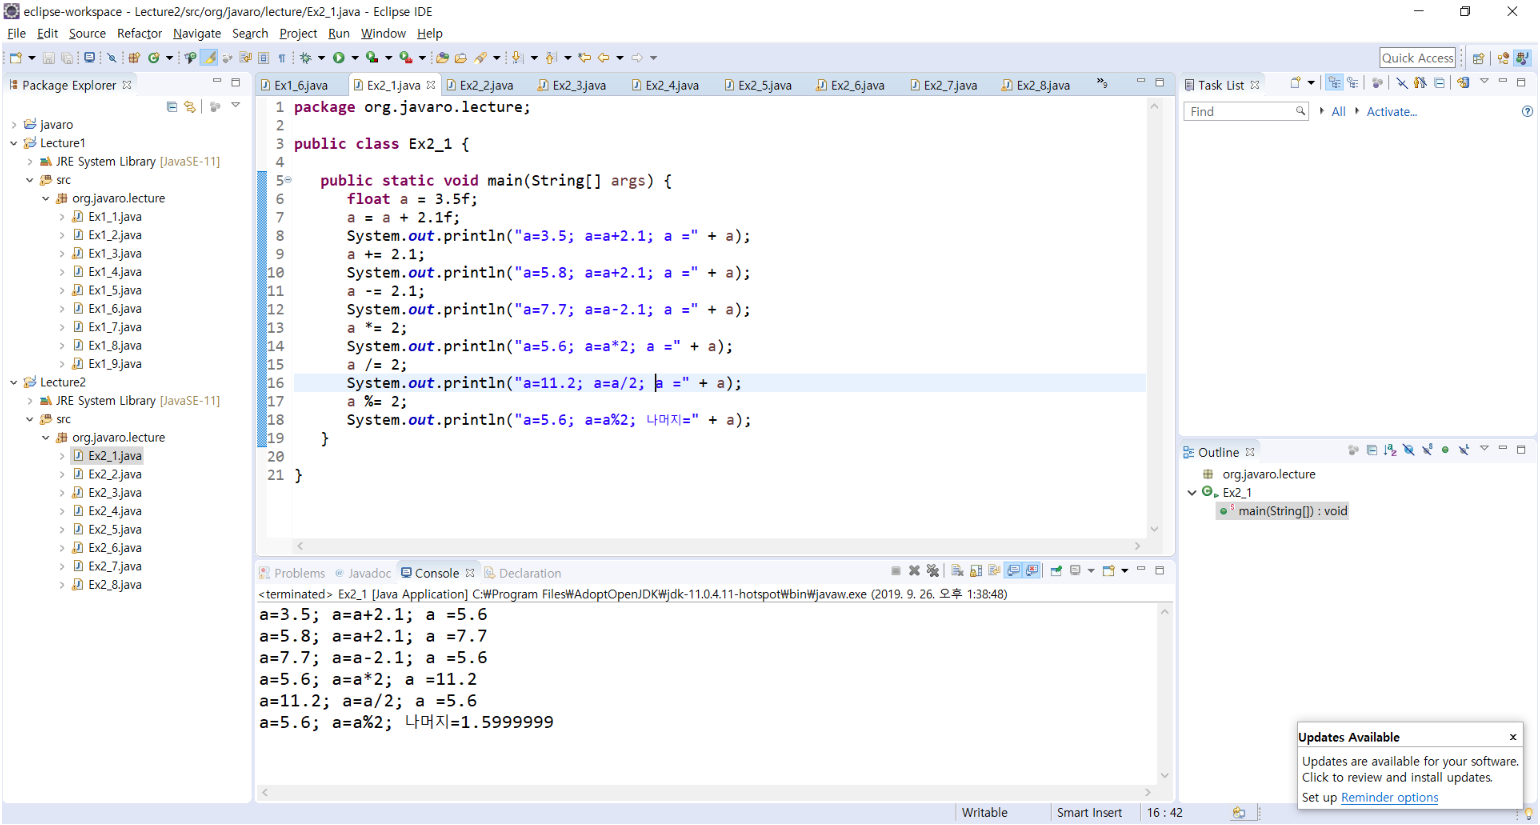 eclipse-workspace - Lecture2/src/org/javaro/lecture/Ex2_1.java - Eclipse IDE
File Edit Source Refactor Navigate Search Project Run Window Help
Quick Access
Package Explorer
javaro
Lecture1
JRE System Library [JavaSE-11]
src
org.javaro.lecture
Ex1_1.java
Ex1_2.java
Ex1_3.java
Ex1_4.java
Ex1_5.java
Ex1_6.java
Ex1_7.java
Ex1_8.java
Ex1_9.java
Lecture2
JRE System Library [JavaSE-11]
src
org.javaro.lecture
Ex2_1.java
Ex2_2.java
Ex2_3.java
Ex2_4.java
Ex2_5.java
Ex2_6.java
Ex2_7.java
Ex2_8.java
Ex1_6.java Ex2_1.java Ex2_2.java Ex2_3.java Ex2_4.java Ex2_5.java Ex2_6.java Ex2_7.java Ex2_8.java »9
1 package org.javaro.lecture;
2
3 public class Ex2_1 {
4
5 public static void main(String[] args) {
6 float a = 3.5f;
7 a = a + 2.1f;
8 System.out.println("a=3.5; a=a+2.1; a =" + a);
9 a += 2.1;
10 System.out.println("a=5.8; a=a+2.1; a =" + a);
11 a -= 2.1;
12 System.out.println("a=7.7; a=a-2.1; a =" + a);
13 a *= 2;
14 System.out.println("a=5.6; a=a*2; a =" + a);
15 a /= 2;
16 System.out.println("a=11.2; a=a/2; a =" + a);
17 a %= 2;
18 System.out.println("a=5.6; a=a%2; 나머지=" + a);
19 }
20
21 }
Problems Javadoc Console Declaration
<terminated> Ex2_1 [Java Application] C:₩Program Files₩AdoptOpenJDK₩jdk-11.0.4.11-hotspot₩bin₩javaw.exe (2019. 9. 26. 오후 1:38:48)
a=3.5; a=a+2.1; a =5.6
a=5.8; a=a+2.1; a =7.7
a=7.7; a=a-2.1; a =5.6
a=5.6; a=a*2; a =11.2
a=11.2; a=a/2; a =5.6
a=5.6; a=a%2; 나머지=1.5999999
Task List
Find All Activate...
Outline
org.javaro.lecture
Ex2_1
main(String[]) : void
Updates Available x
Updates are available for your software.
Click to review and install updates.
Set up Reminder options
Writable Smart Insert 16 : 42